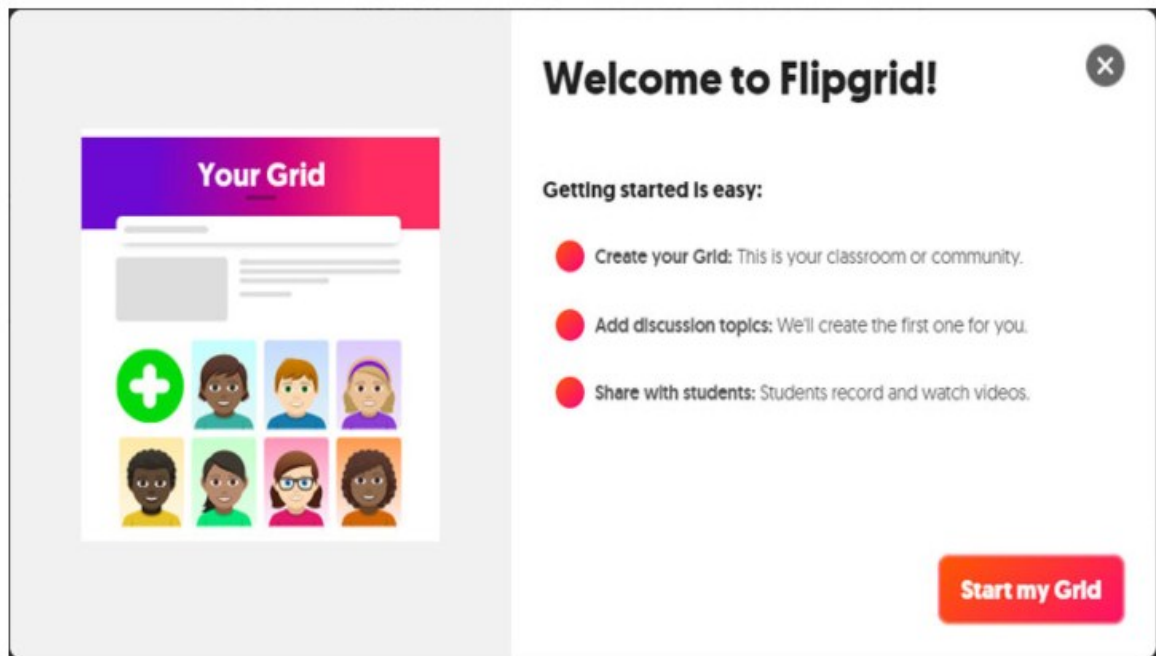 Your Grid
Welcome to Flipgrid!
Getting started is easy:
Create your Grid: This is your classroom or community.
Add discussion topics: We'll create the first one for you.
Share with students: Students record and watch videos.
Start my Grid